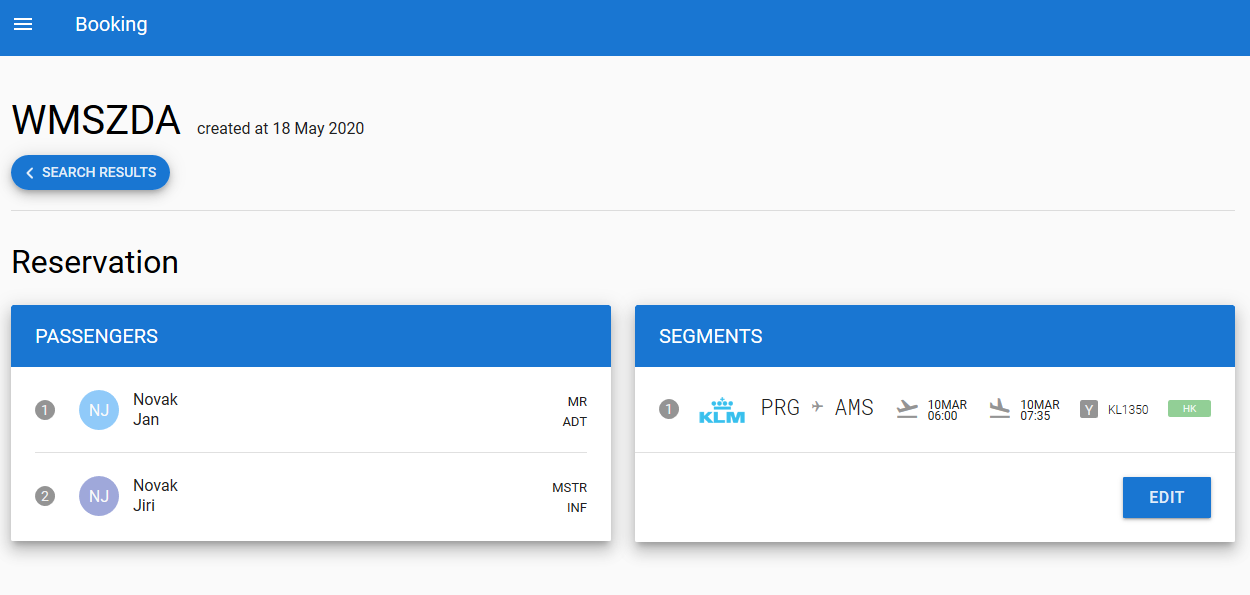 Booking
WMSZDA created at 18 May 2020
SEARCH RESULTS
Reservation
PASSENGERS
1 NJ Novak Jan MR ADT
2 NJ Novak Jiri MSTR INF
SEGMENTS
1 KLM PRG AMS 10MAR 06:00 10MAR 07:35 Y KL1350 HK
EDIT